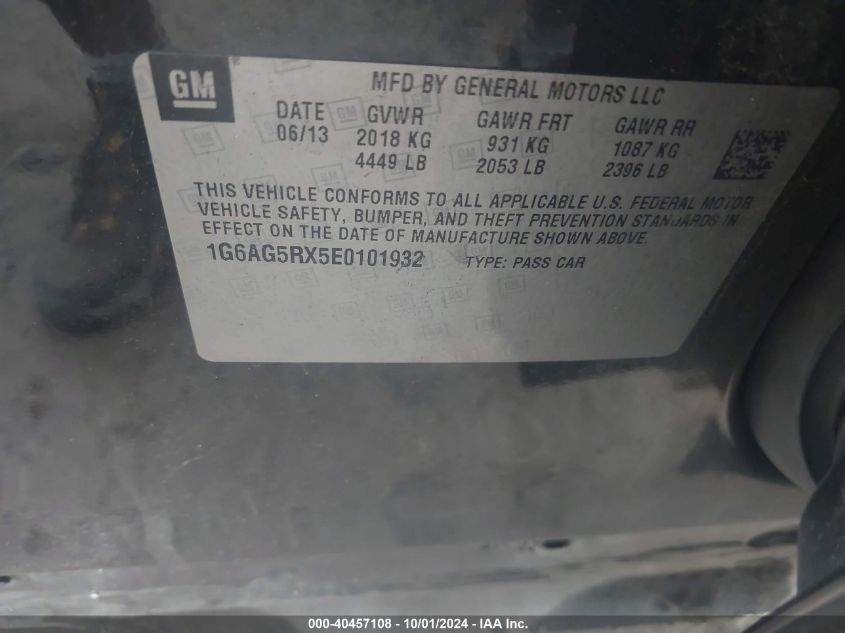 GM
MFD BY GENERAL MOTORS LLC
DATE GVWR GAWR FRT GAWR RR
06/13 2018 KG 931 KG 1087 KG
4449 LB 2053 LB 2396 LB
THIS VEHICLE CONFORMS TO ALL APPLICABLE U.S. FEDERAL MOTOR
VEHICLE SAFETY, BUMPER, AND THEFT PREVENTION STANDARDS IN
EFFECT ON THE DATE OF MANUFACTURE SHOWN ABOVE.
1G6AG5RX5E0101932 TYPE: PASS CAR
000-40457108 - 10/01/2024 - IAA Inc.